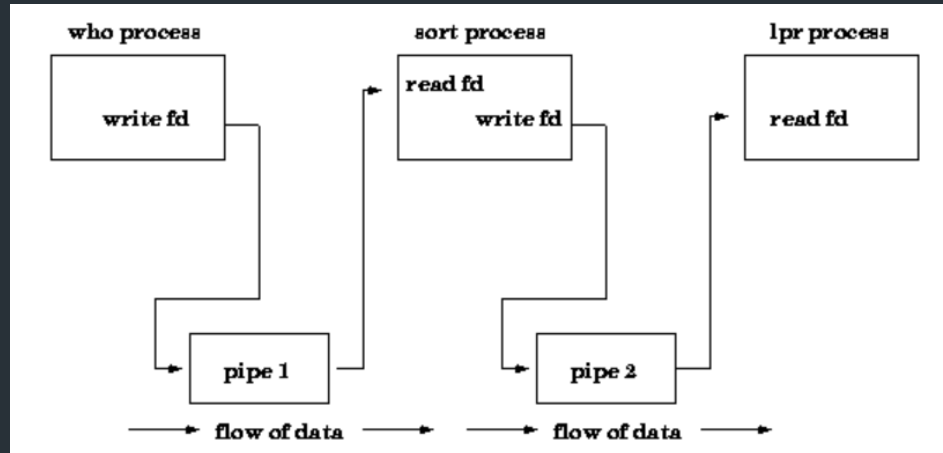 who process
sort process
lpr process
read fd
write fd
write fd
read fd
pipe 1
pipe 2
flow of data
flow of data